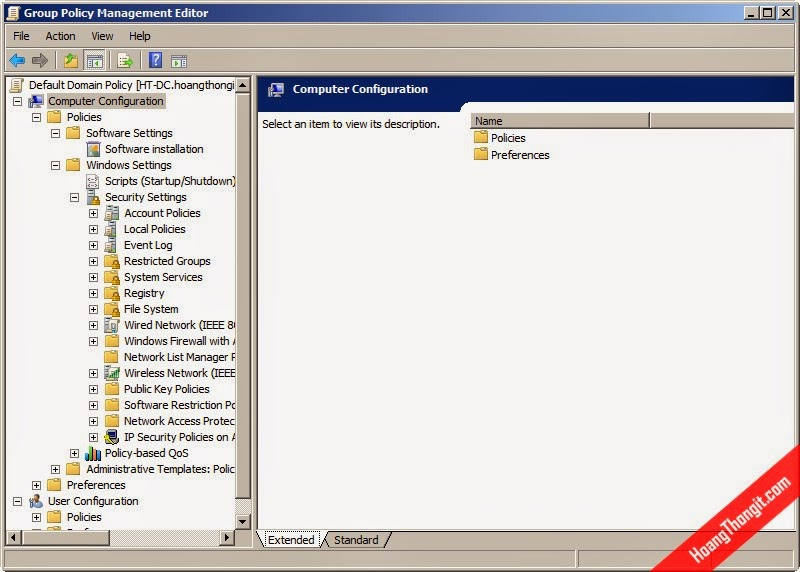 Group Policy Management Editor
File Action View Help
Default Domain Policy [HT-DC.hoangthongi
Computer Configuration
Policies
Software Settings
Software installation
Windows Settings
Scripts (Startup/Shutdown)
Security Settings
Account Policies
Local Policies
Event Log
Restricted Groups
System Services
Registry
File System
Wired Network (IEEE 80
Windows Firewall with A
Network List Manager P
Wireless Network (IEEE
Public Key Policies
Software Restriction Po
Network Access Protec
IP Security Policies on A
Policy-based QoS
Administrative Templates: Polic
Preferences
User Configuration
Policies
Computer Configuration
Select an item to view its description.
Name
Policies
Preferences
Extended Standard
HoangThongit.com